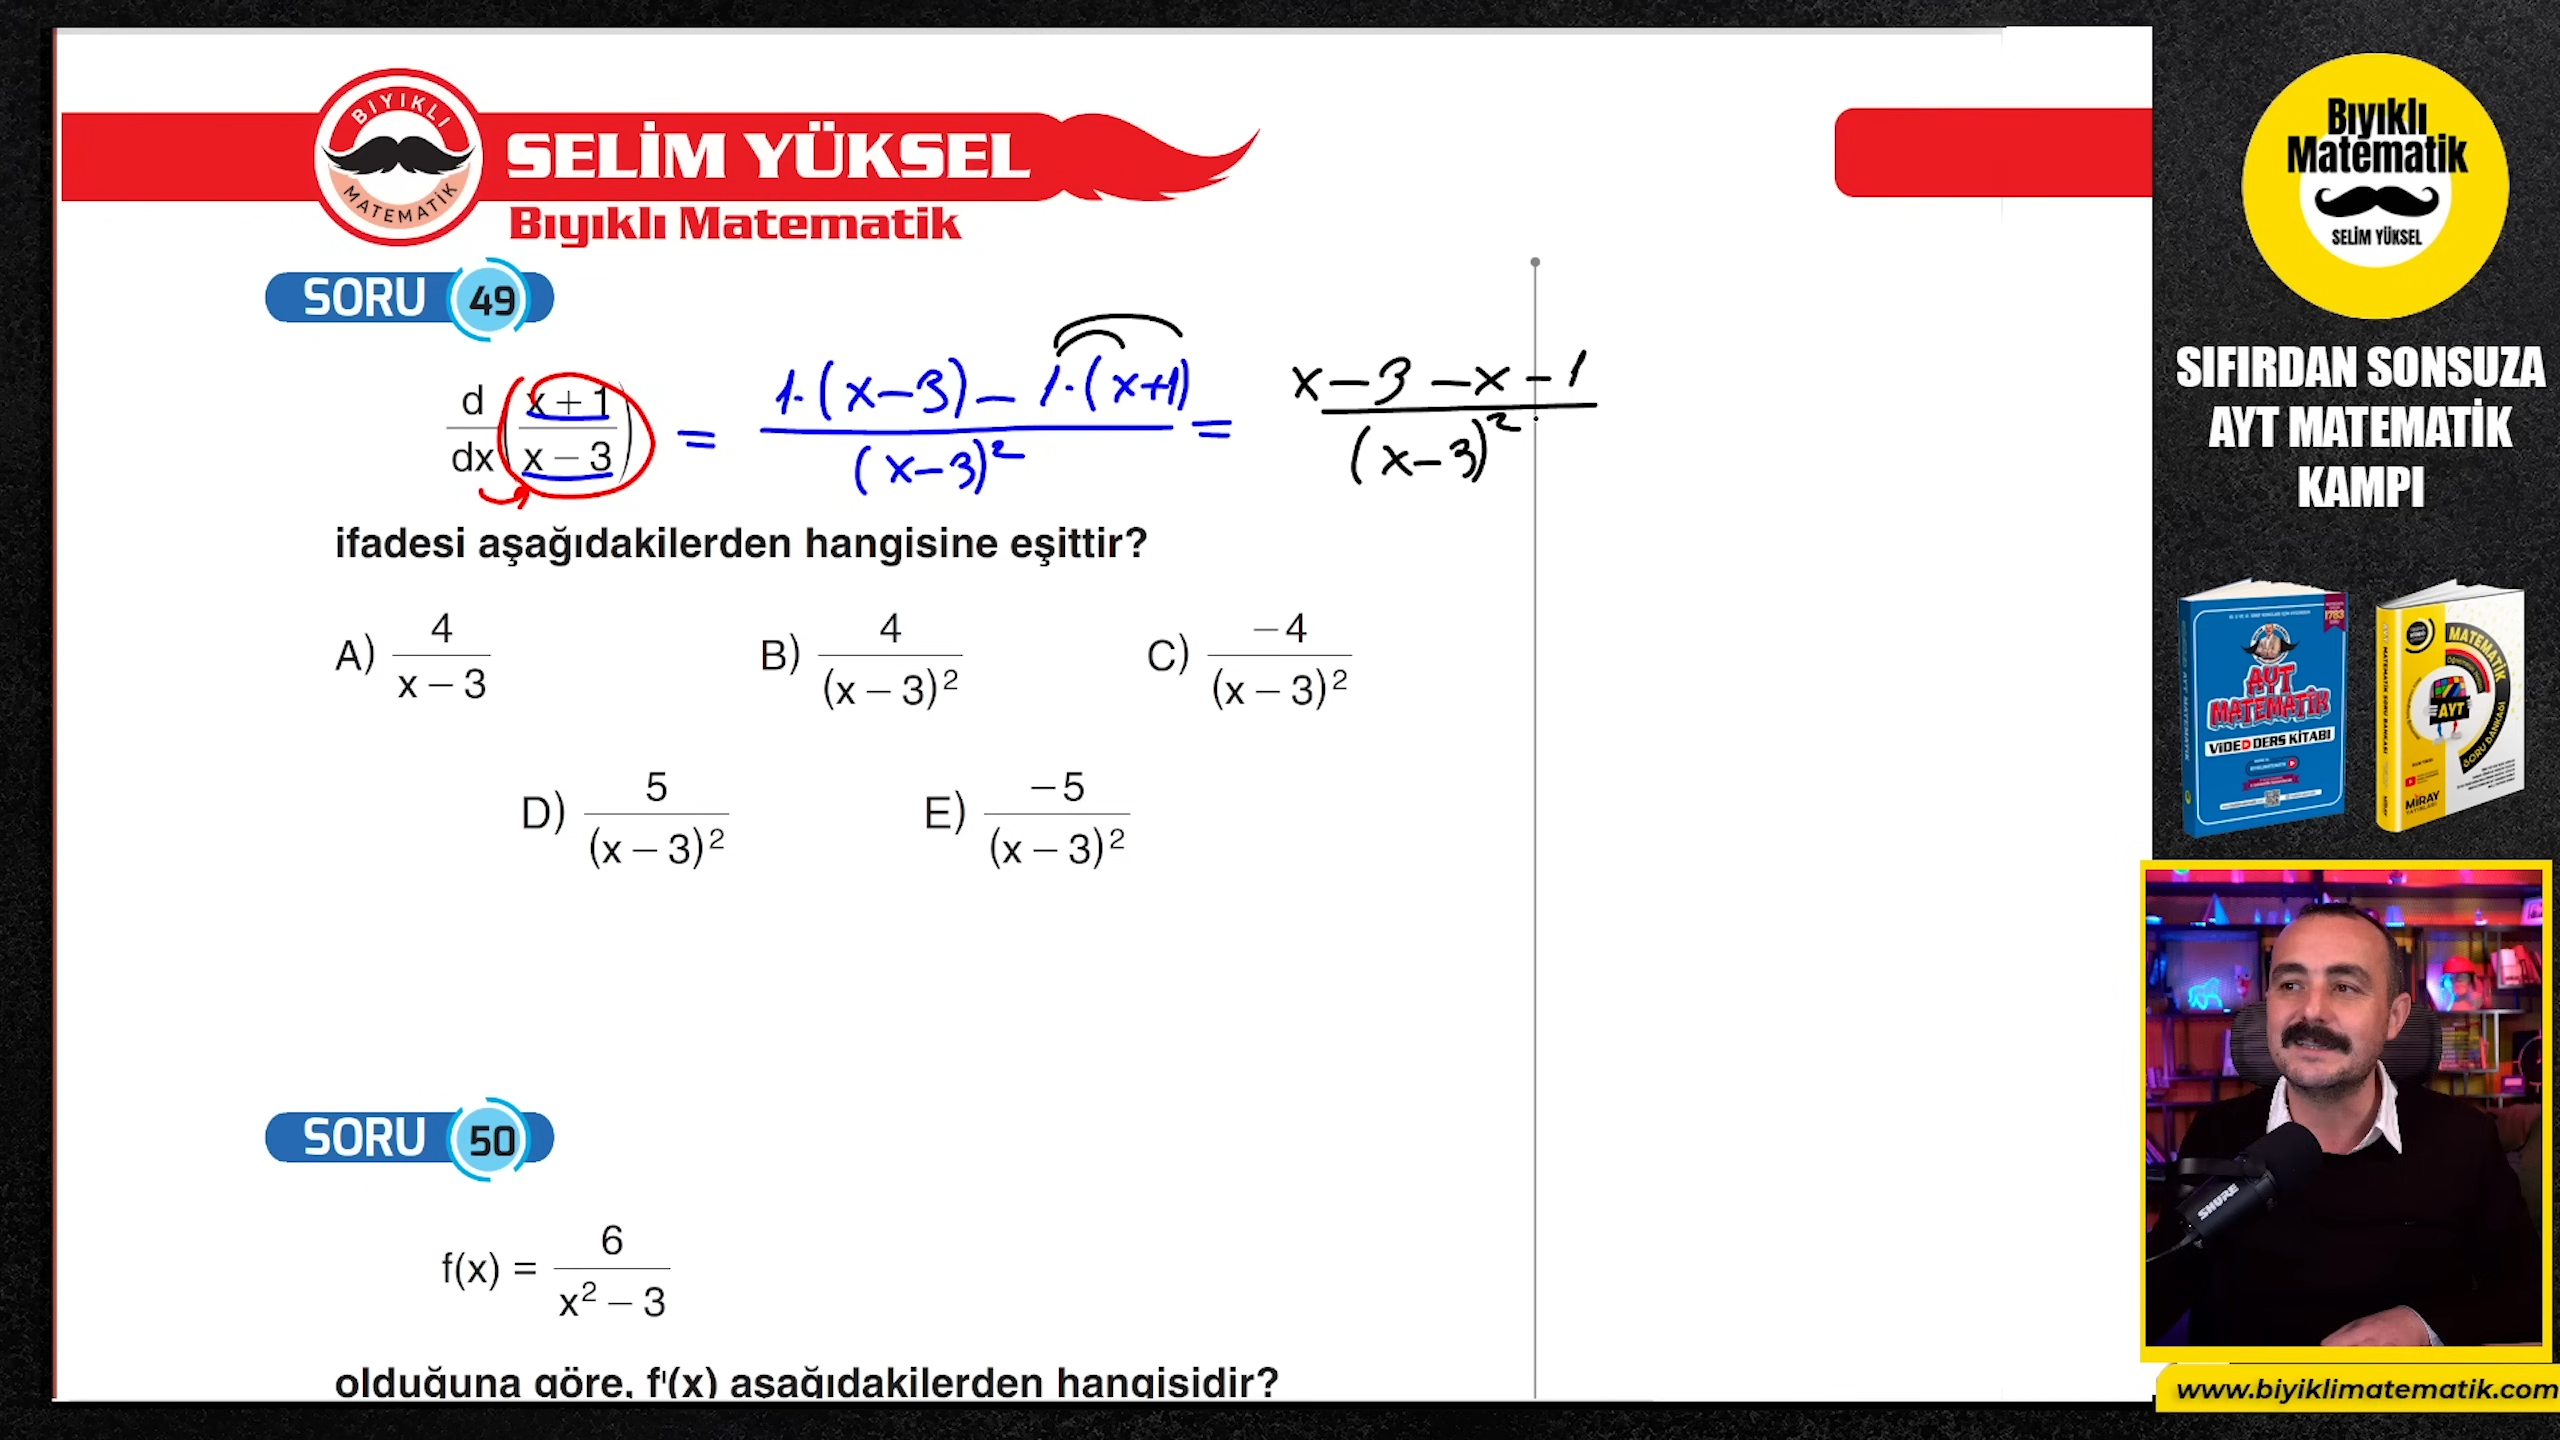 BIYIKLI
MATEMATİK
SELİM YÜKSEL
Bıyıklı Matematik
SORU 49
d/dx ((x + 1)/(x − 3)) = (1·(x−3) − 1·(x+1))/(x−3)² = (x−3−x−1)/(x−3)²
ifadesi aşağıdakilerden hangisine eşittir?
A) 4/(x − 3) B) 4/(x − 3)² C) −4/(x − 3)²
D) 5/(x − 3)² E) −5/(x − 3)²
SORU 50
f(x) = 6/(x² − 3)
olduğuna göre, f'(x) aşağıdakilerden hangisidir?
Bıyıklı
Matematik
SELİM YÜKSEL
SIFIRDAN SONSUZA
AYT MATEMATİK
KAMPI
1783
AYT
MATEMATİK
VİDEO DERS KİTABI
MATEMATİK
AYT
SORU BANKASI
MİRAY
SHURE
www.biyiklimatematik.com